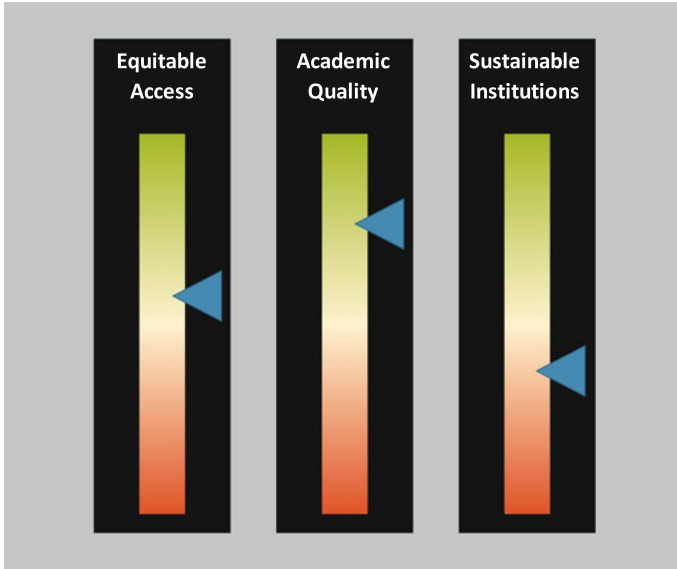 Equitable
Access
Academic
Quality
Sustainable
Institutions